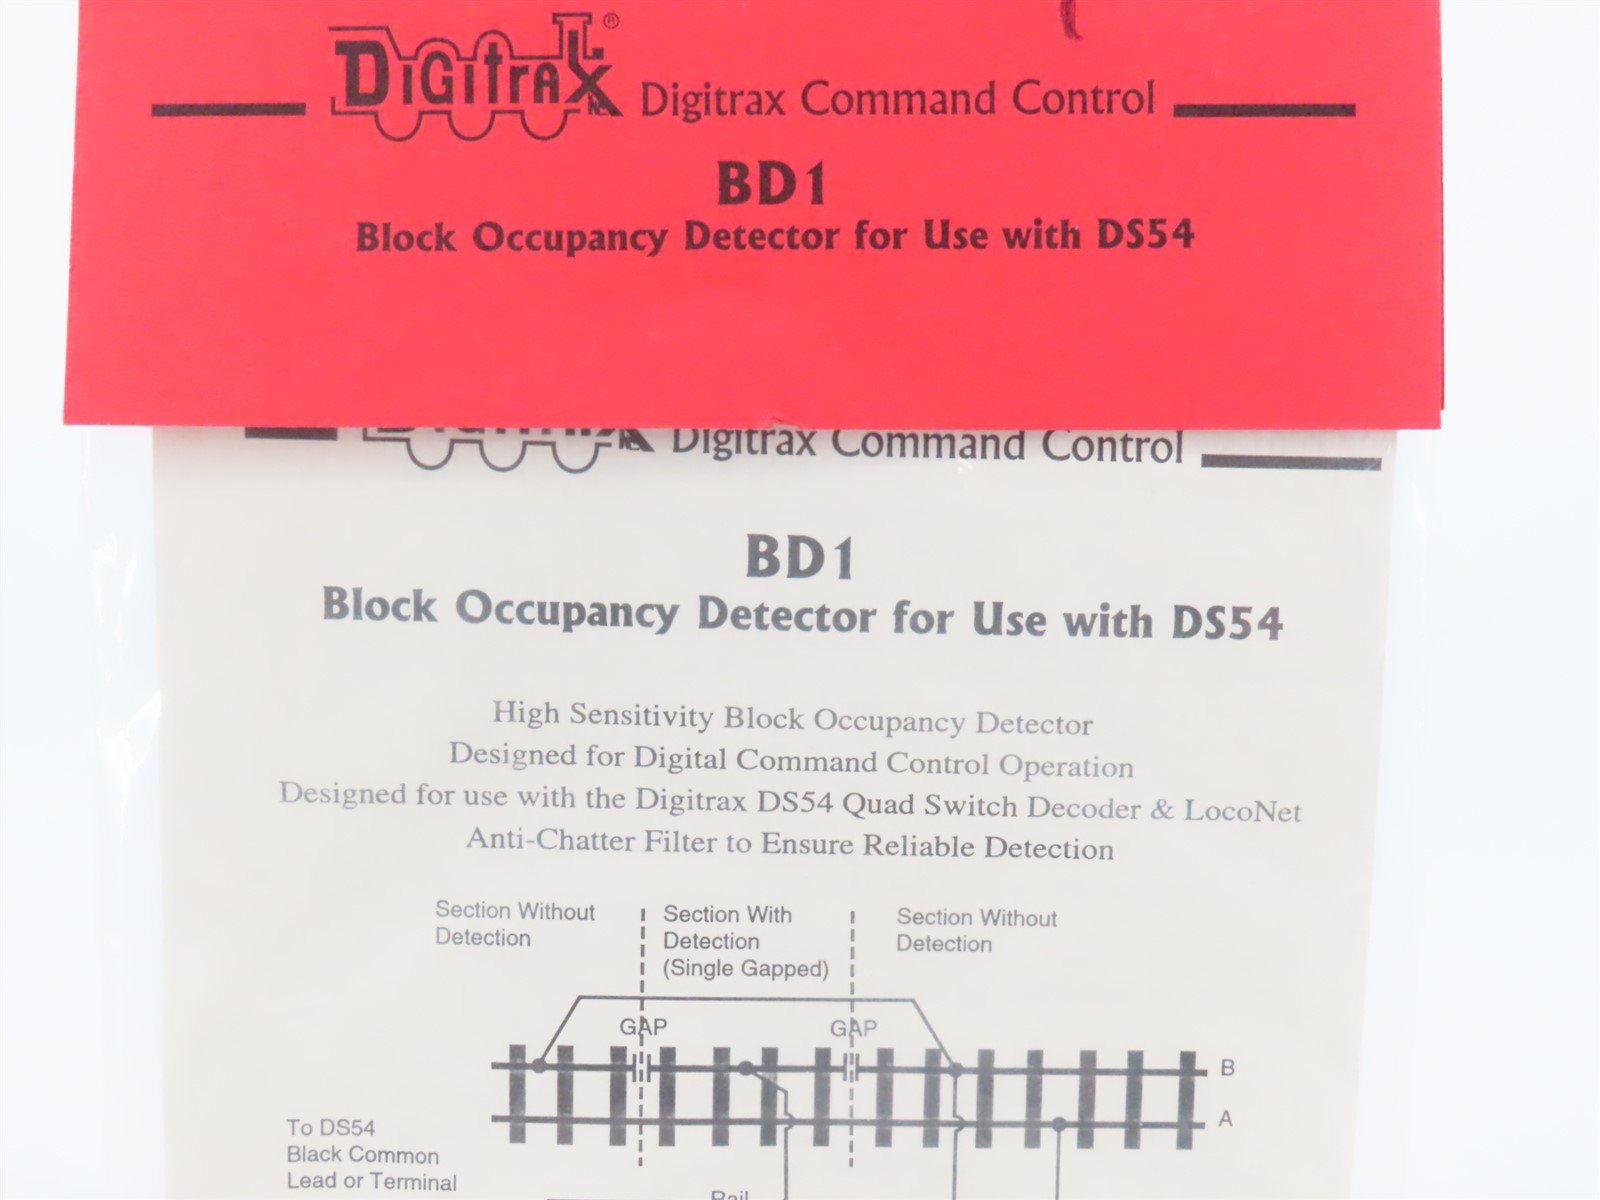 DIGITRAX ® Digitrax Command Control
BD1
Block Occupancy Detector for Use with DS54
Digitrax Command Control
BD1
Block Occupancy Detector for Use with DS54
High Sensitivity Block Occupancy Detector
Designed for Digital Command Control Operation
Designed for use with the Digitrax DS54 Quad Switch Decoder & LocoNet
Anti-Chatter Filter to Ensure Reliable Detection
Section Without
Detection
Section With
Detection
(Single Gapped)
Section Without
Detection
GAP
GAP
B
A
To DS54
Black Common
Lead or Terminal
Rail